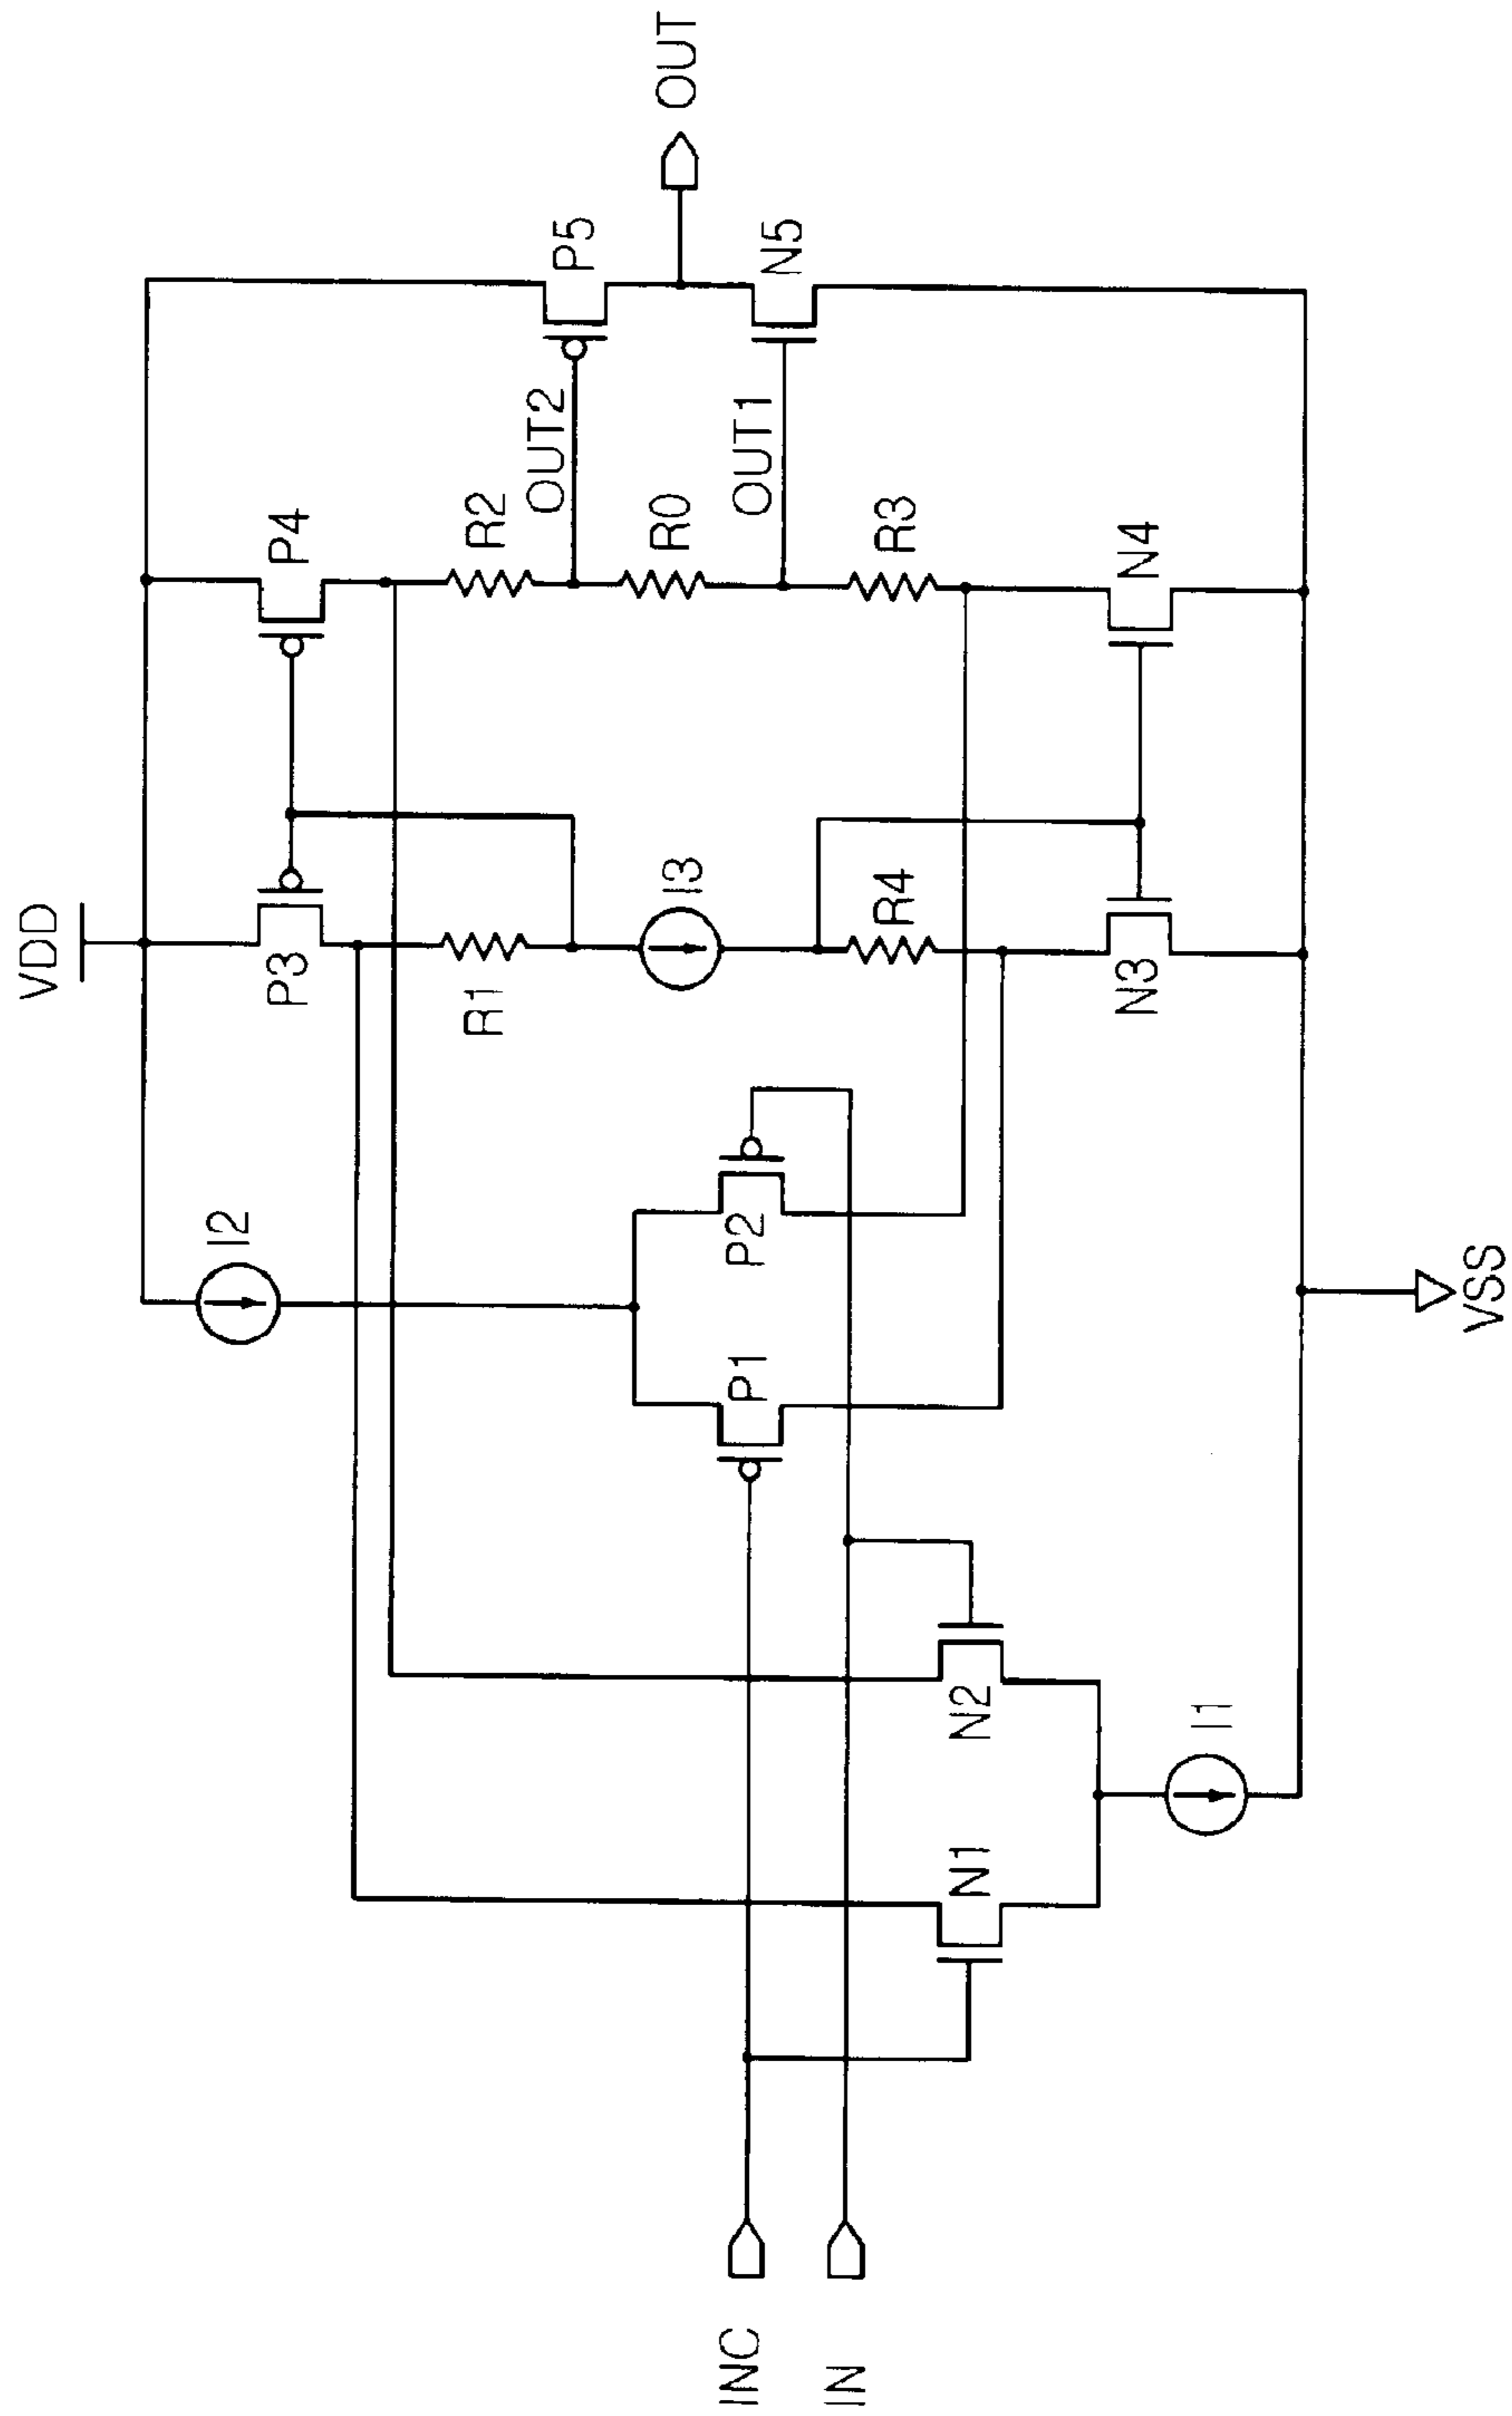 VDD
I2
P3
P4
R1
R2
OUT2
P5
I3
R0
OUT
P1
P2
OUT1
N5
INC
IN
R4
R3
N1
N2
N3
N4
I1
VSS